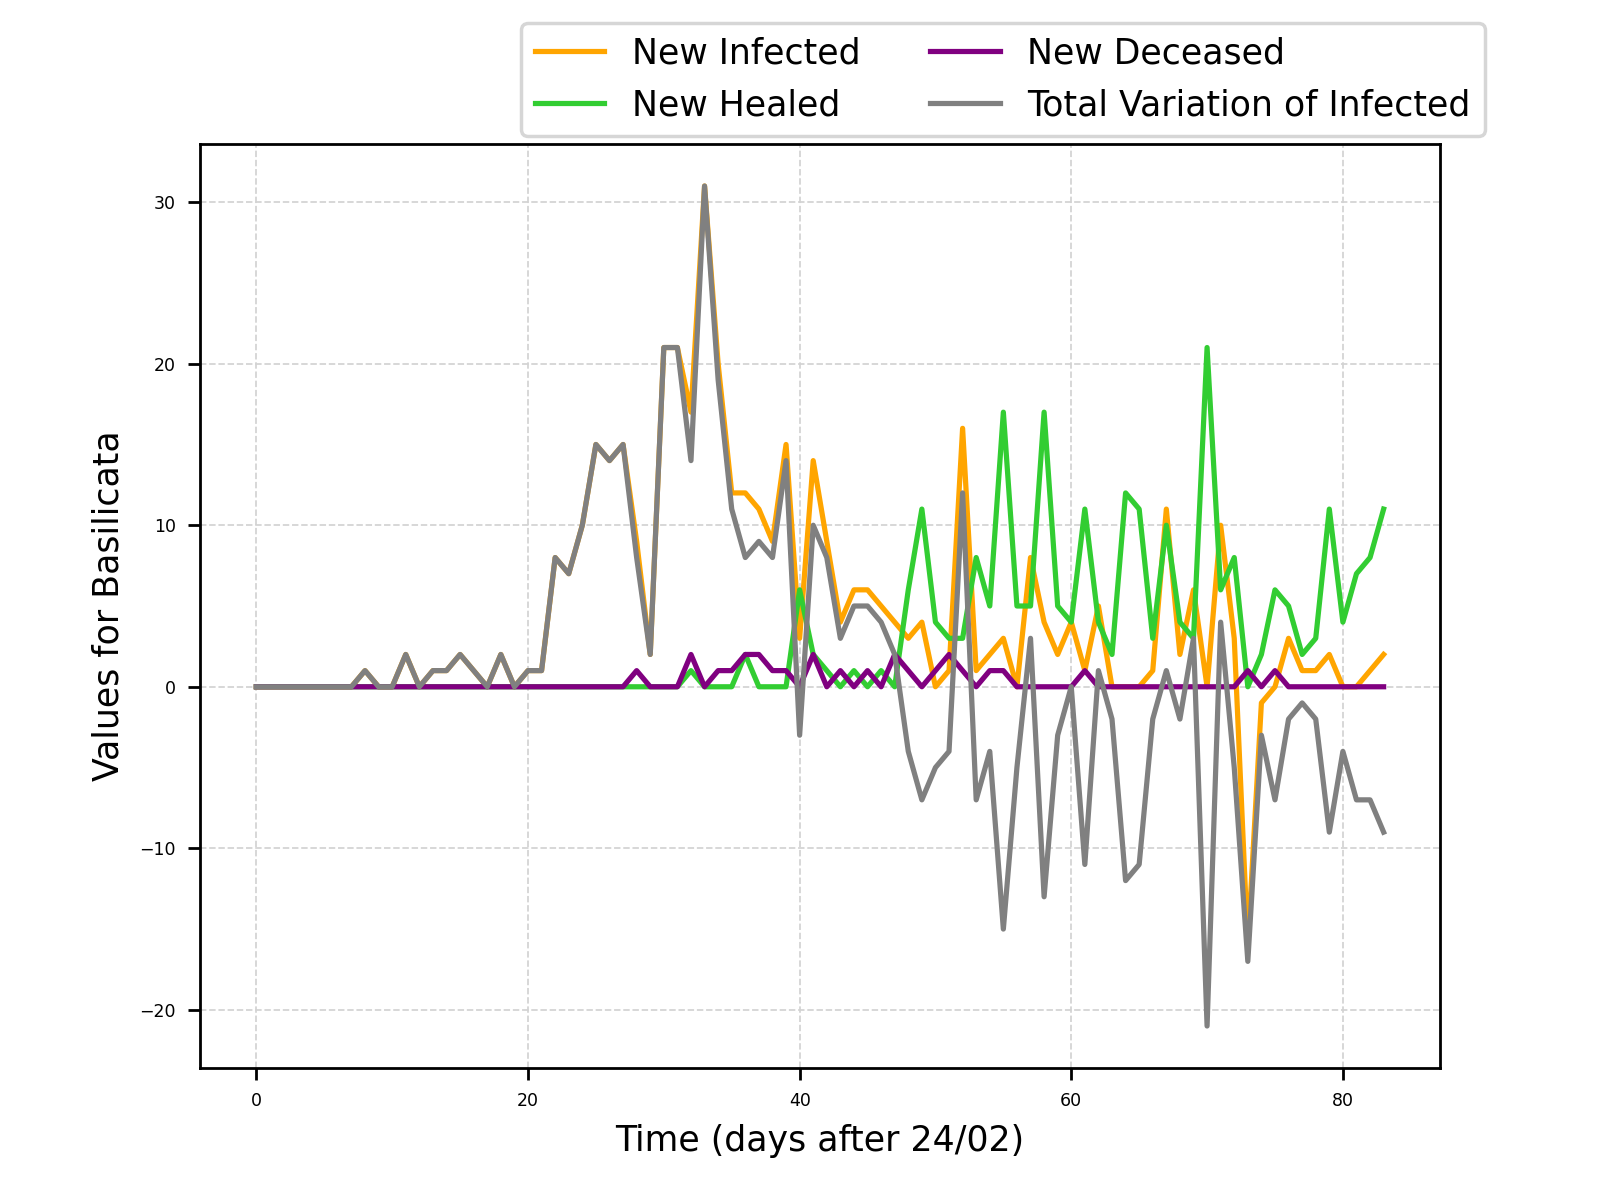 New Infected
New Healed
New Deceased
Total Variation of Infected
Values for Basilicata
30
20
10
0
−10
−20
0
20
40
60
80
Time (days after 24/02)